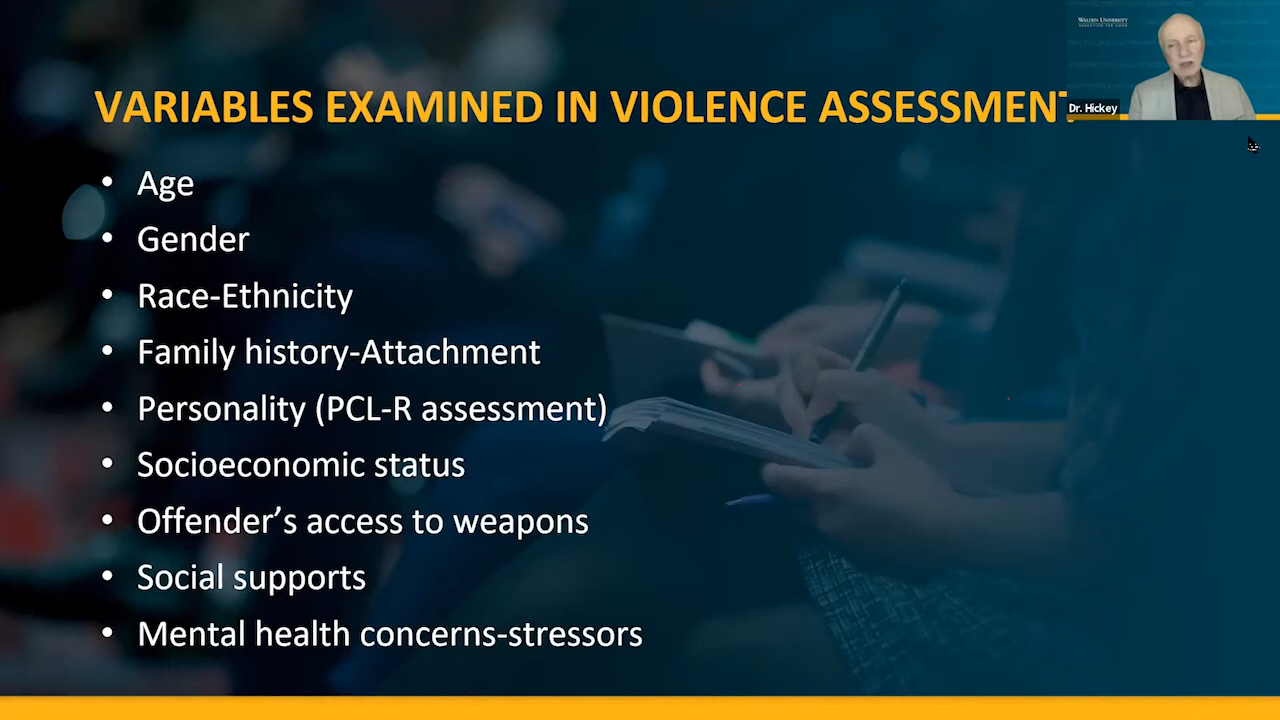 WALDEN UNIVERSITY
VARIABLES EXAMINED IN VIOLENCE ASSESSMENT
Dr. Hickey
• Age
• Gender
• Race-Ethnicity
• Family history-Attachment
• Personality (PCL-R assessment)
• Socioeconomic status
• Offender’s access to weapons
• Social supports
• Mental health concerns-stressors